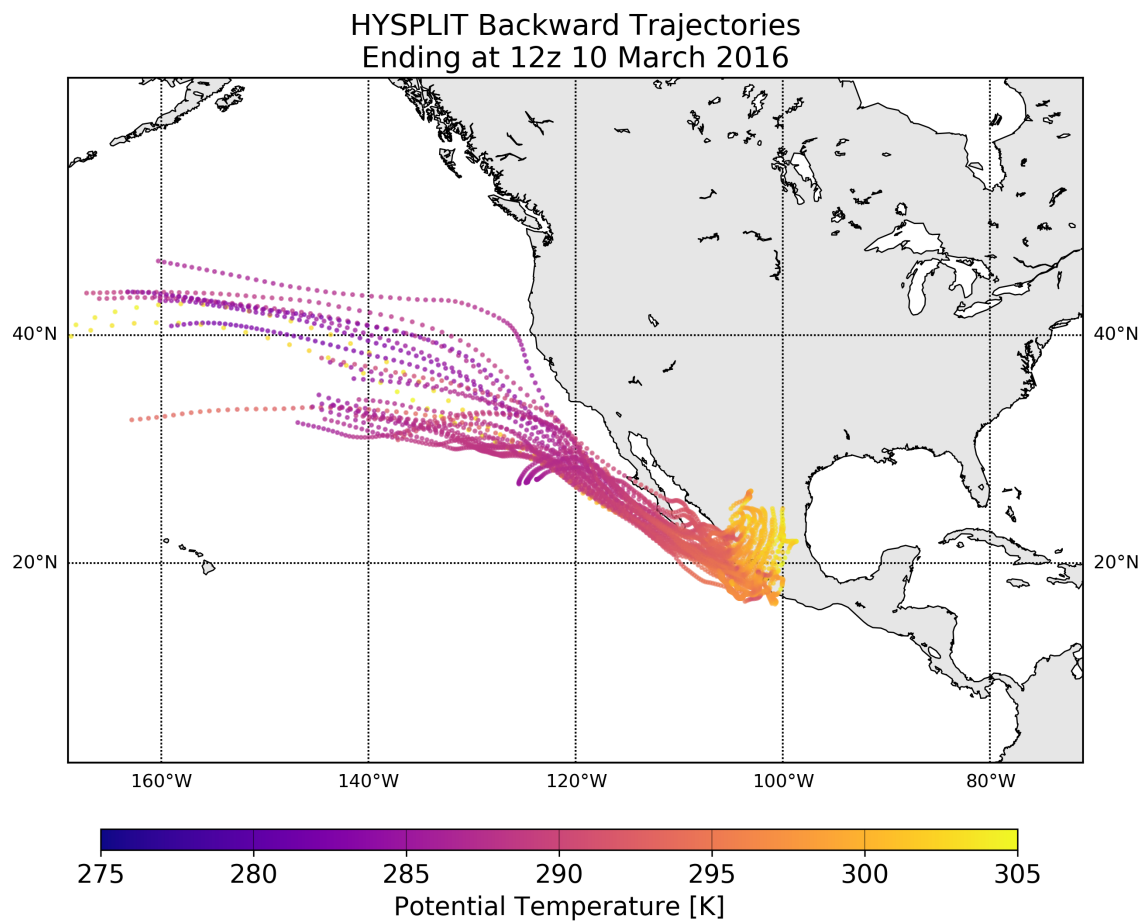 HYSPLIT Backward Trajectories
Ending at 12z 10 March 2016
40°N 40°N
20°N 20°N
160°W 140°W 120°W 100°W 80°W
275 280 285 290 295 300 305
Potential Temperature [K]